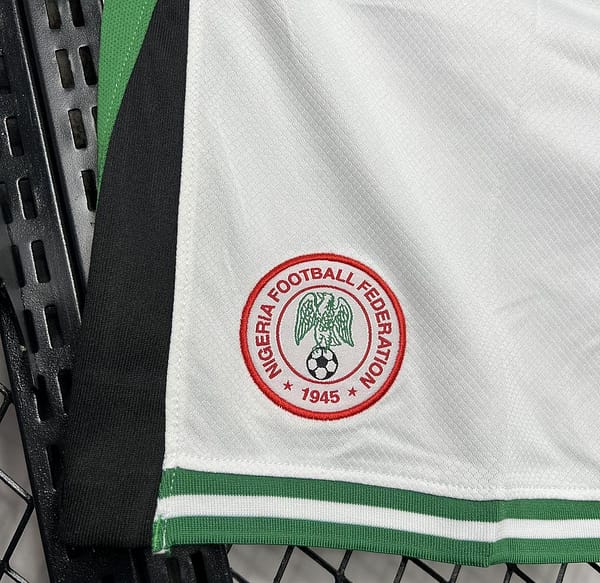 NIGERIA FOOTBALL FEDERATION
★ 1945 ★